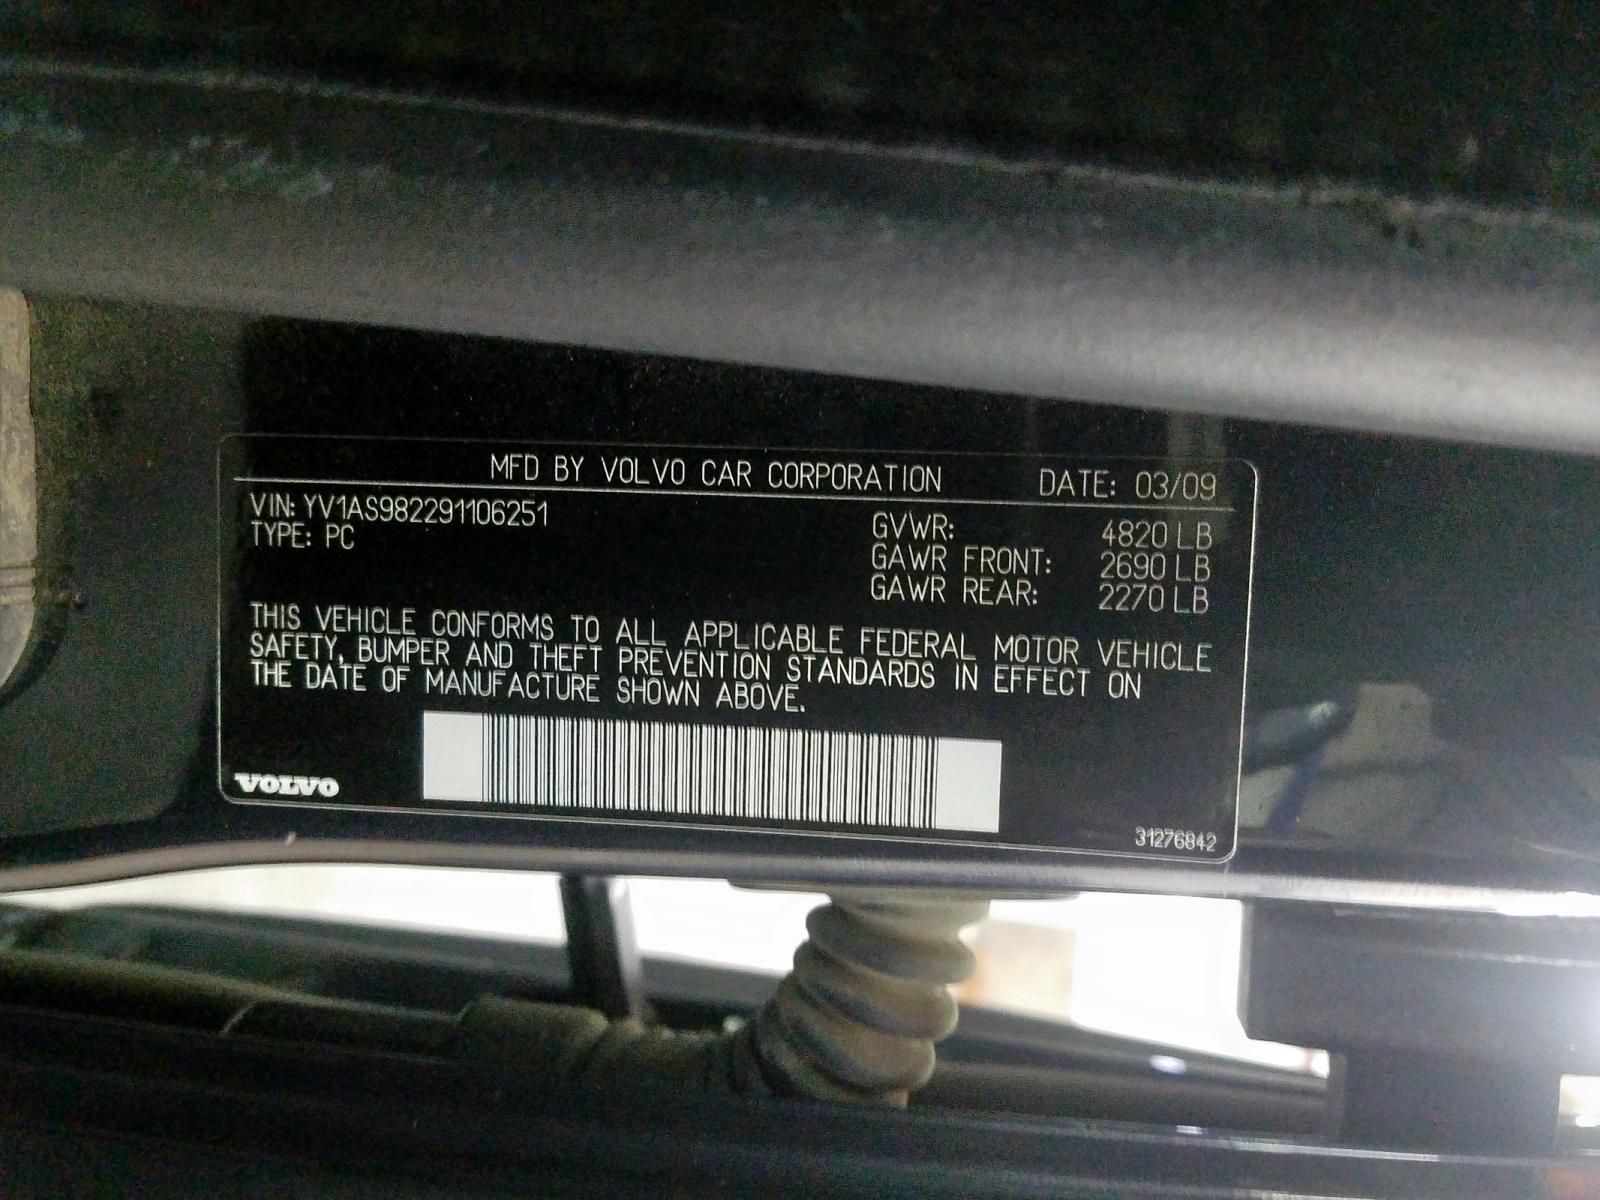 MFD BY VOLVO CAR CORPORATION DATE: 03/09
VIN: YV1AS982291106251 GVWR: 4820 LB
TYPE: PC GAWR FRONT: 2690 LB
GAWR REAR: 2270 LB
THIS VEHICLE CONFORMS TO ALL APPLICABLE FEDERAL MOTOR VEHICLE
SAFETY, BUMPER AND THEFT PREVENTION STANDARDS IN EFFECT ON
THE DATE OF MANUFACTURE SHOWN ABOVE.
VOLVO
31276842